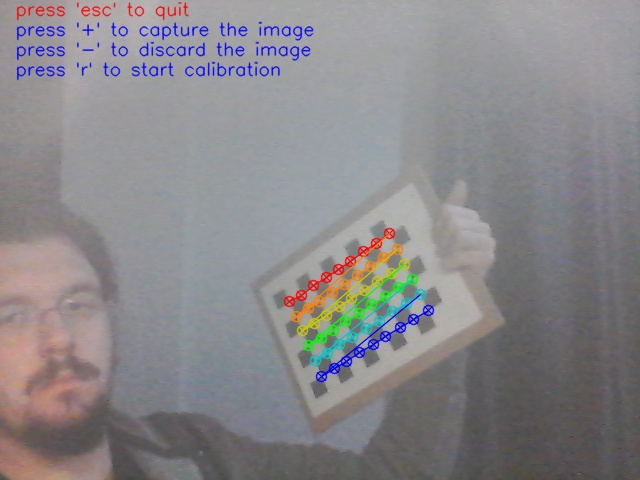 press 'esc' to quit
press '+' to capture the image
press '-' to discard the image
press 'r' to start calibration